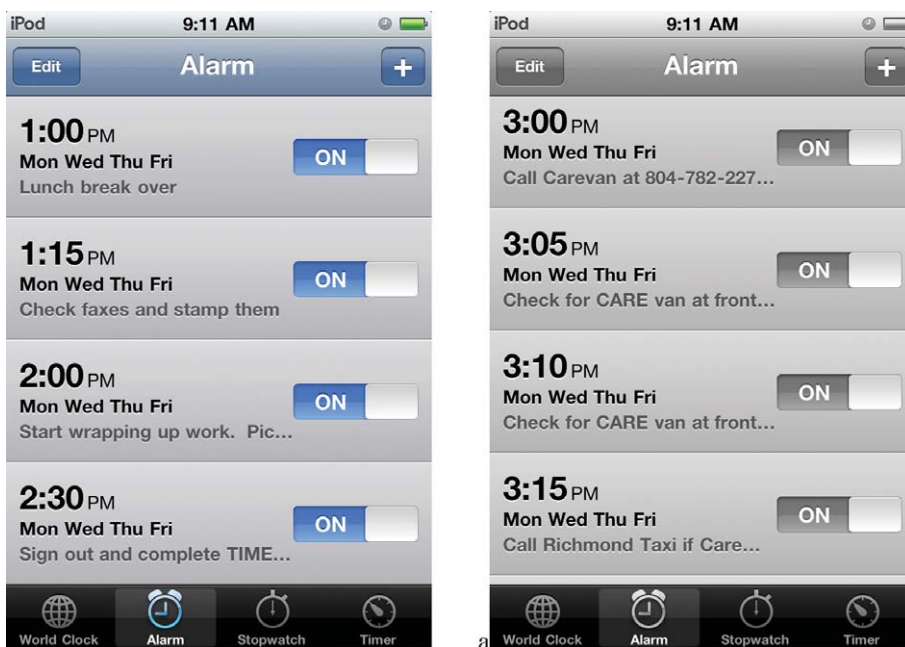 iPod 9:11 AM
Edit Alarm +
1:00 PM
Mon Wed Thu Fri
Lunch break over
ON
1:15 PM
Mon Wed Thu Fri
Check faxes and stamp them
ON
2:00 PM
Mon Wed Thu Fri
Start wrapping up work. Pic...
ON
2:30 PM
Mon Wed Thu Fri
Sign out and complete TIME...
ON
World Clock Alarm Stopwatch Timer
iPod 9:11 AM
Edit Alarm +
3:00 PM
Mon Wed Thu Fri
Call Carevan at 804-782-227...
ON
3:05 PM
Mon Wed Thu Fri
Check for CARE van at front...
ON
3:10 PM
Mon Wed Thu Fri
Check for CARE van at front...
ON
3:15 PM
Mon Wed Thu Fri
Call Richmond Taxi if Care...
ON
a
World Clock Alarm Stopwatch Timer